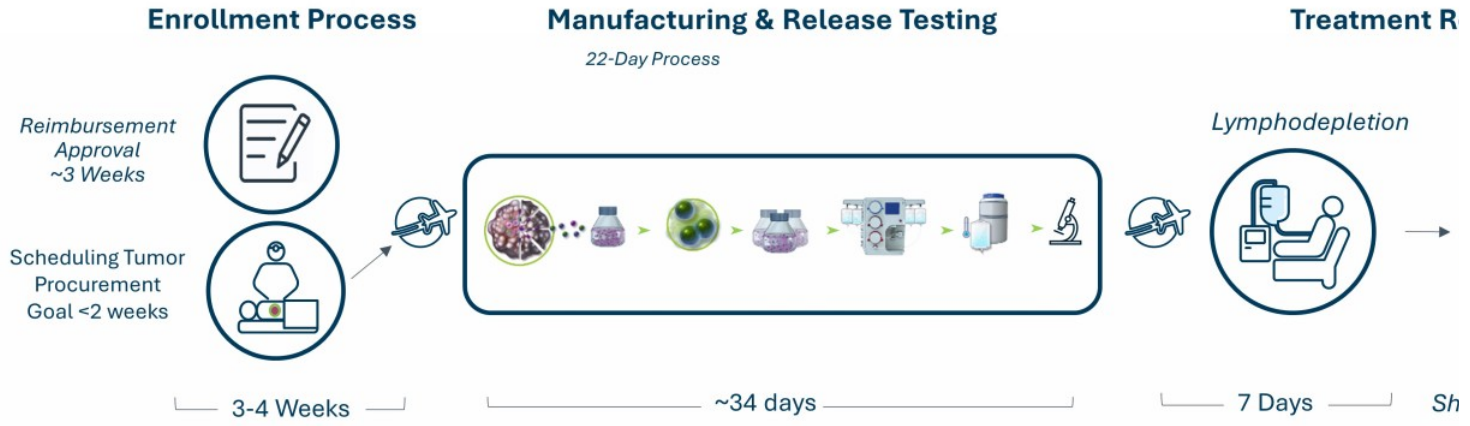 Enrollment Process
Manufacturing & Release Testing
Treatment
22-Day Process
Reimbursement
Approval
~3 Weeks
Scheduling Tumor
Procurement
Goal <2 weeks
Lymphodepletion
3-4 Weeks
~34 days
7 Days